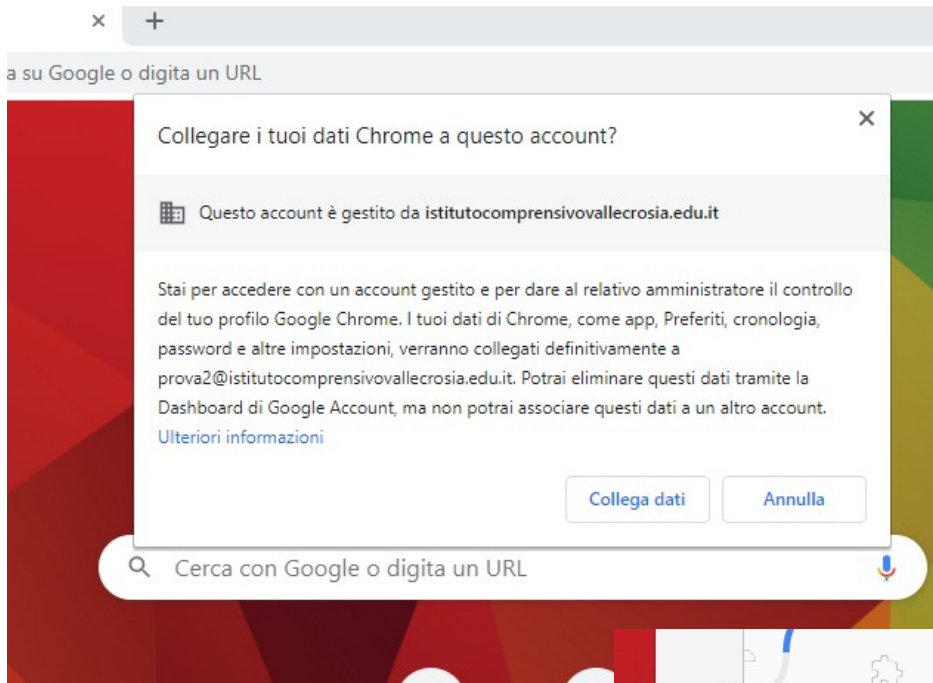 a su Google o digita un URL
Collegare i tuoi dati Chrome a questo account?
Questo account è gestito da istitutocomprensivovallecrosia.edu.it
Stai per accedere con un account gestito e per dare al relativo amministratore il controllo
del tuo profilo Google Chrome. I tuoi dati di Chrome, come app, Preferiti, cronologia,
password e altre impostazioni, verranno collegati definitivamente a
prova2@istitutocomprensivovallecrosia.edu.it. Potrai eliminare questi dati tramite la
Dashboard di Google Account, ma non potrai associare questi dati a un altro account.
Ulteriori informazioni
Collega dati Annulla
Cerca con Google o digita un URL